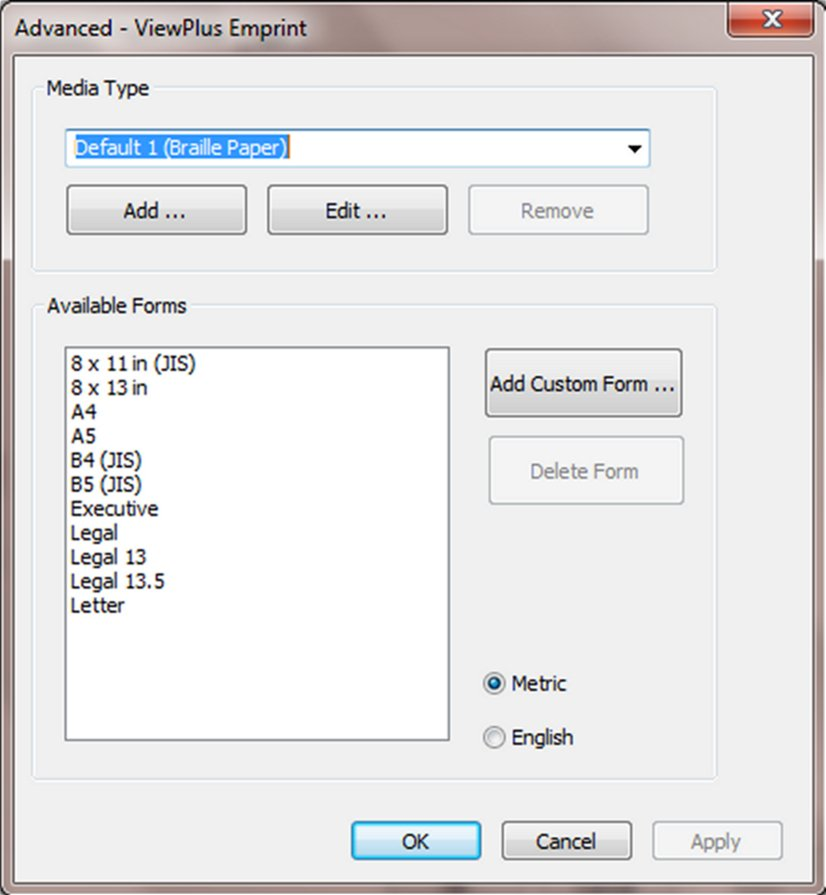 Advanced - ViewPlus Emprint
Media Type
Default 1 (Braille Paper)
Add ... Edit ... Remove
Available Forms
8 x 11 in (JIS)
8 x 13 in
A4
A5
B4 (JIS)
B5 (JIS)
Executive
Legal
Legal 13
Legal 13.5
Letter
Add Custom Form ...
Delete Form
Metric
English
OK Cancel Apply